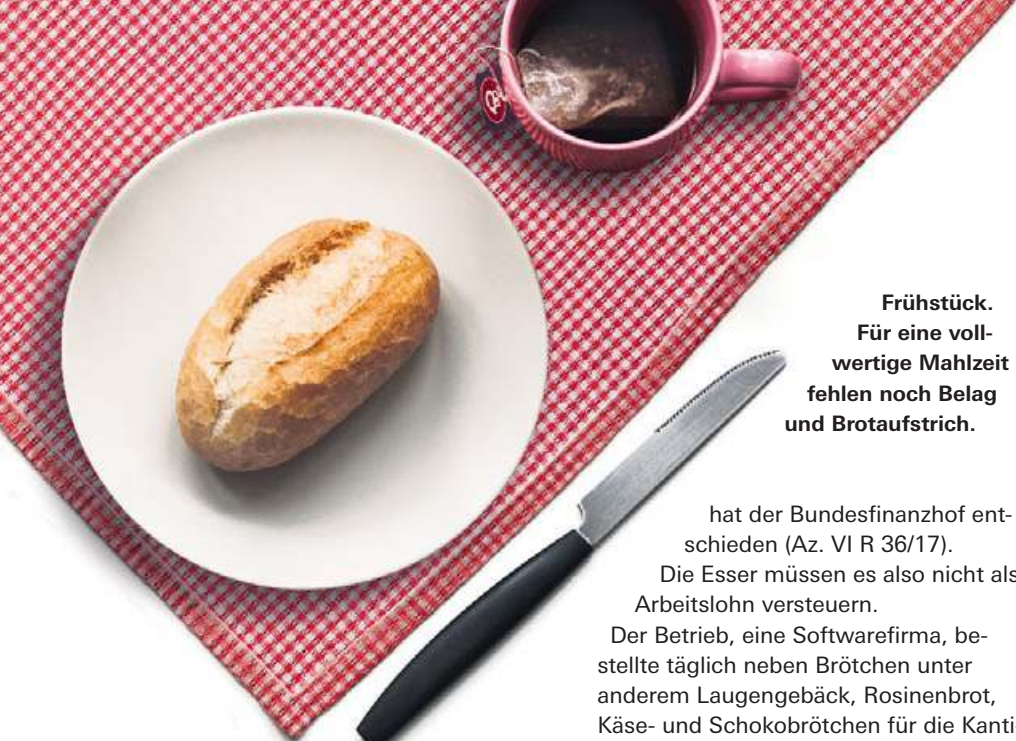 Frühstück.
Für eine voll-
wertige Mahlzeit
fehlen noch Belag
und Brotaufstrich.
hat der Bundesfinanzhof ent-
schieden (Az. VI R 36/17).
Die Esser müssen es also nicht als
Arbeitslohn versteuern.
Der Betrieb, eine Softwarefirma, be-
stellte täglich neben Brötchen unter
anderem Laugengebäck, Rosinenbrot,
Käse- und Schokobrötchen für die Kanti-